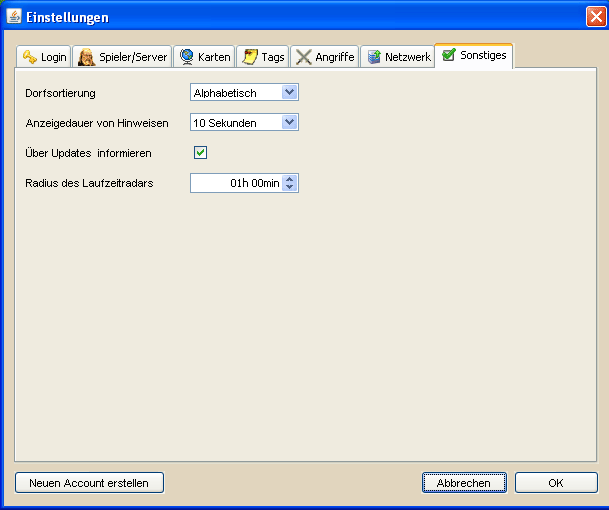 Einstellungen
Login Spieler/Server Karten Tags Angriffe Netzwerk Sonstiges
Dorfsortierung Alphabetisch
Anzeigedauer von Hinweisen 10 Sekunden
Über Updates informieren
Radius des Laufzeitradars 01h 00min
Neuen Account erstellen Abbrechen OK